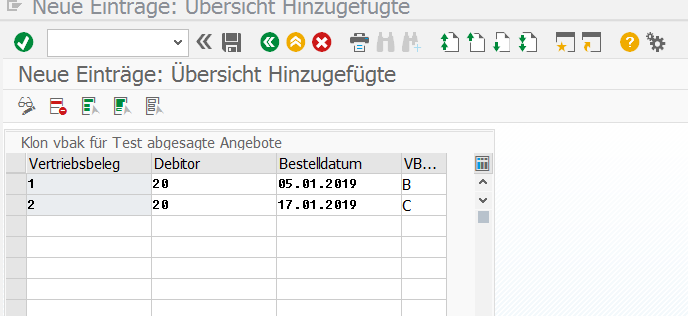 Neue Einträge: Übersicht Hinzugefügte
Neue Einträge: Übersicht Hinzugefügte
Klon vbak für Test abgesagte Angebote
Vertriebsbeleg Debitor Bestelldatum VB...
1 20 05.01.2019 B
2 20 17.01.2019 C